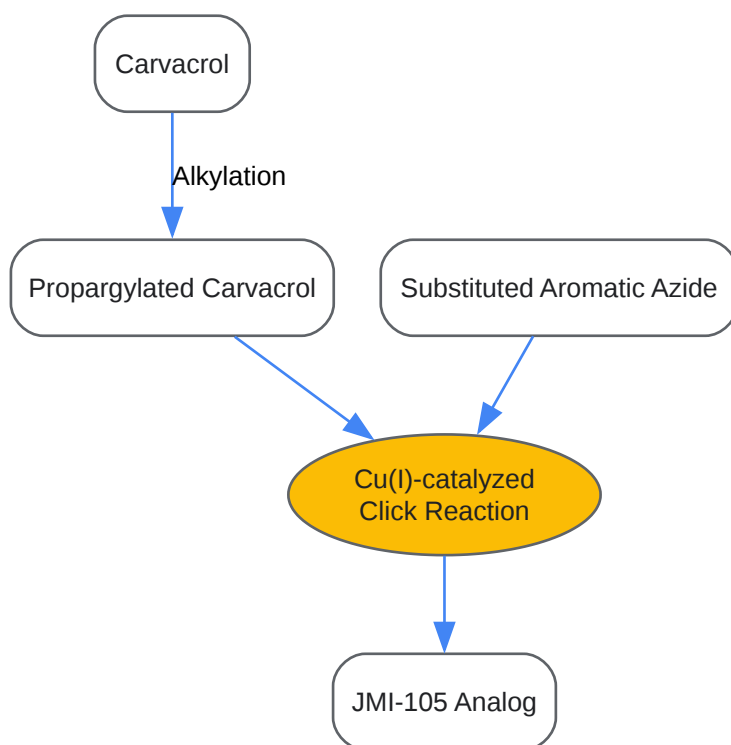 Carvacrol
Alkylation
Propargylated Carvacrol
Substituted Aromatic Azide
Cu(I)-catalyzed
Click Reaction
JMI-105 Analog